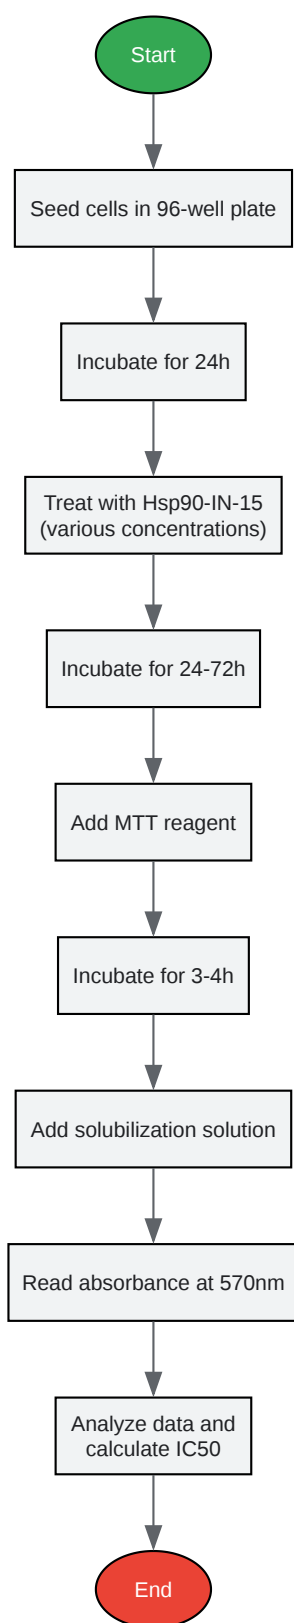 Start
Seed cells in 96-well plate
Incubate for 24h
Treat with Hsp90-IN-15
(various concentrations)
Incubate for 24-72h
Add MTT reagent
Incubate for 3-4h
Add solubilization solution
Read absorbance at 570nm
Analyze data and
calculate IC50
End